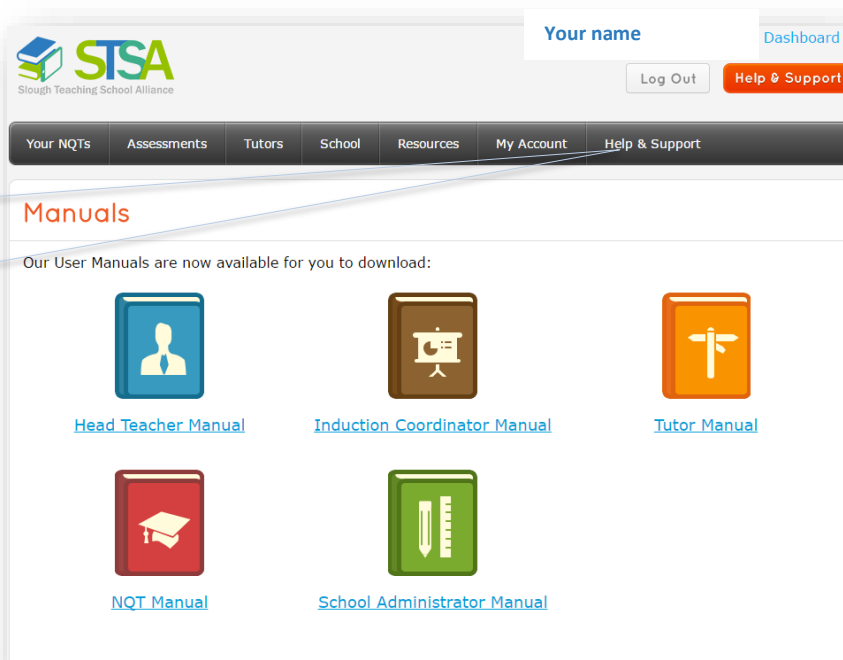 Your name
Dashboard
STSA
Slough Teaching School Alliance
Log Out
Help & Support
Your NQTs Assessments Tutors School Resources My Account Help & Support
Manuals
Our User Manuals are now available for you to download:
Head Teacher Manual Induction Coordinator Manual Tutor Manual
NQT Manual School Administrator Manual